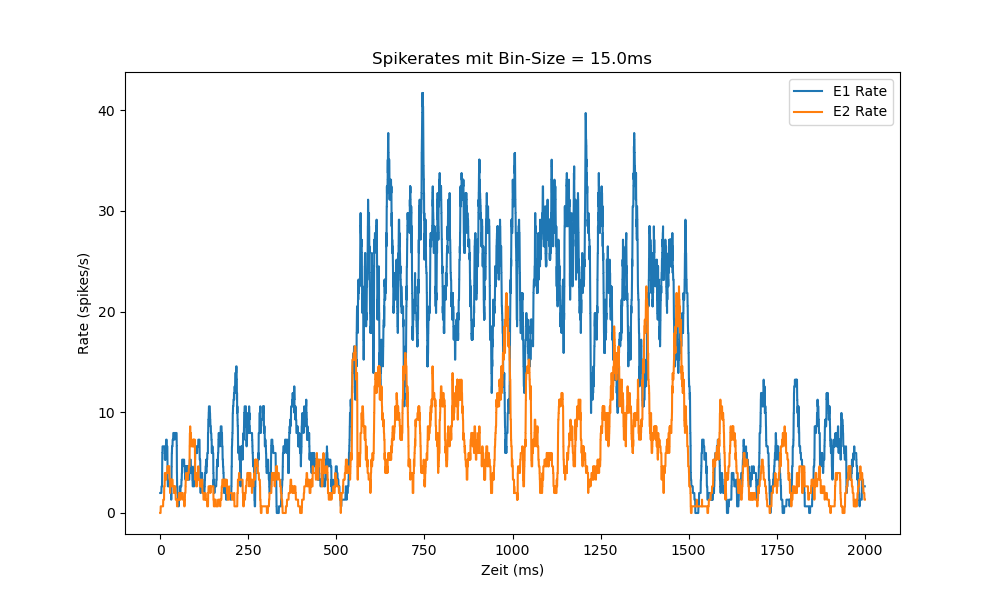 Spikerates mit Bin-Size = 15.0ms
E1 Rate
E2 Rate
Rate (spikes/s)
40
30
20
10
0
0 250 500 750 1000 1250 1500 1750 2000
Zeit (ms)